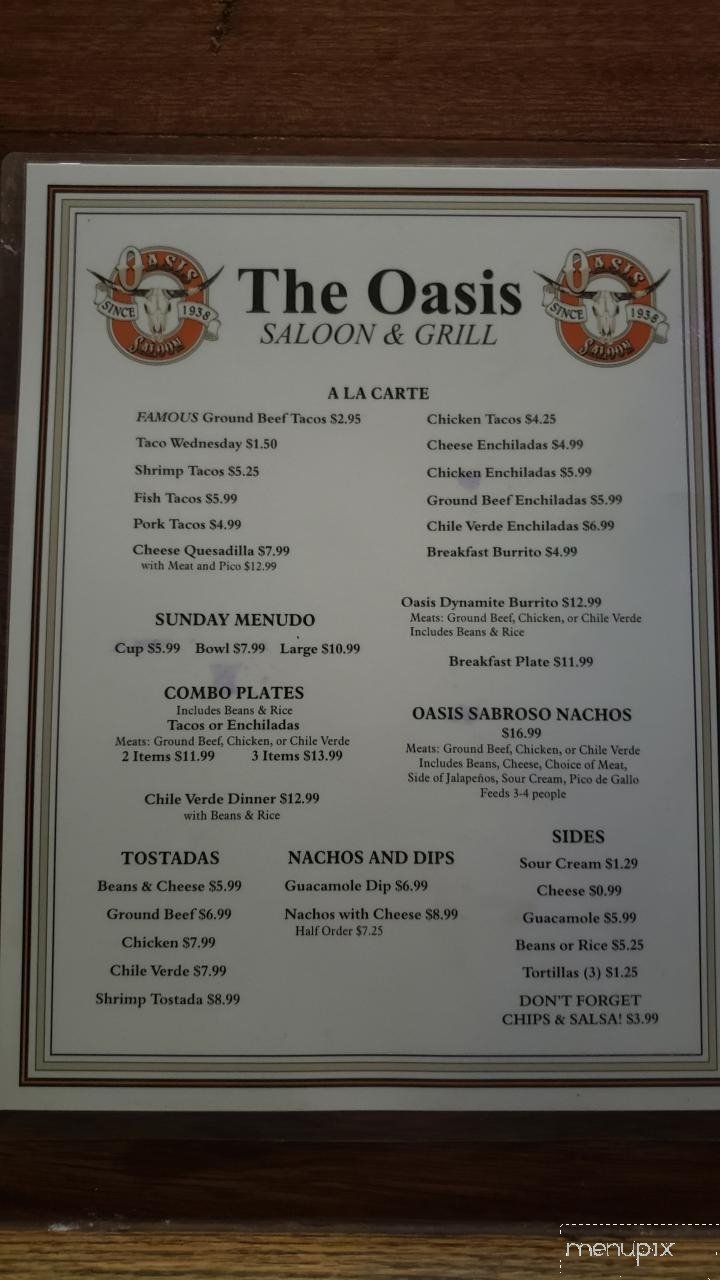 OASIS
SINCE 1938
SALOON
The Oasis
SALOON & GRILL
OASIS
SINCE 1938
SALOON
A LA CARTE
FAMOUS Ground Beef Tacos $2.95
Taco Wednesday $1.50
Shrimp Tacos $5.25
Fish Tacos $5.99
Pork Tacos $4.99
Cheese Quesadilla $7.99
with Meat and Pico $12.99
Chicken Tacos $4.25
Cheese Enchiladas $4.99
Chicken Enchiladas $5.99
Ground Beef Enchiladas $5.99
Chile Verde Enchiladas $6.99
Breakfast Burrito $4.99
Oasis Dynamite Burrito $12.99
Meats: Ground Beef, Chicken, or Chile Verde
Includes Beans & Rice
Breakfast Plate $11.99
SUNDAY MENUDO
Cup $5.99 Bowl $7.99 Large $10.99
COMBO PLATES
Includes Beans & Rice
Tacos or Enchiladas
Meats: Ground Beef, Chicken, or Chile Verde
2 Items $11.99 3 Items $13.99
Chile Verde Dinner $12.99
with Beans & Rice
OASIS SABROSO NACHOS
$16.99
Meats: Ground Beef, Chicken, or Chile Verde
Includes Beans, Cheese, Choice of Meat,
Side of Jalapeños, Sour Cream, Pico de Gallo
Feeds 3-4 people
TOSTADAS
Beans & Cheese $5.99
Ground Beef $6.99
Chicken $7.99
Chile Verde $7.99
Shrimp Tostada $8.99
NACHOS AND DIPS
Guacamole Dip $6.99
Nachos with Cheese $8.99
Half Order $7.25
SIDES
Sour Cream $1.29
Cheese $0.99
Guacamole $5.99
Beans or Rice $5.25
Tortillas (3) $1.25
DON'T FORGET
CHIPS & SALSA! $3.99
menupix